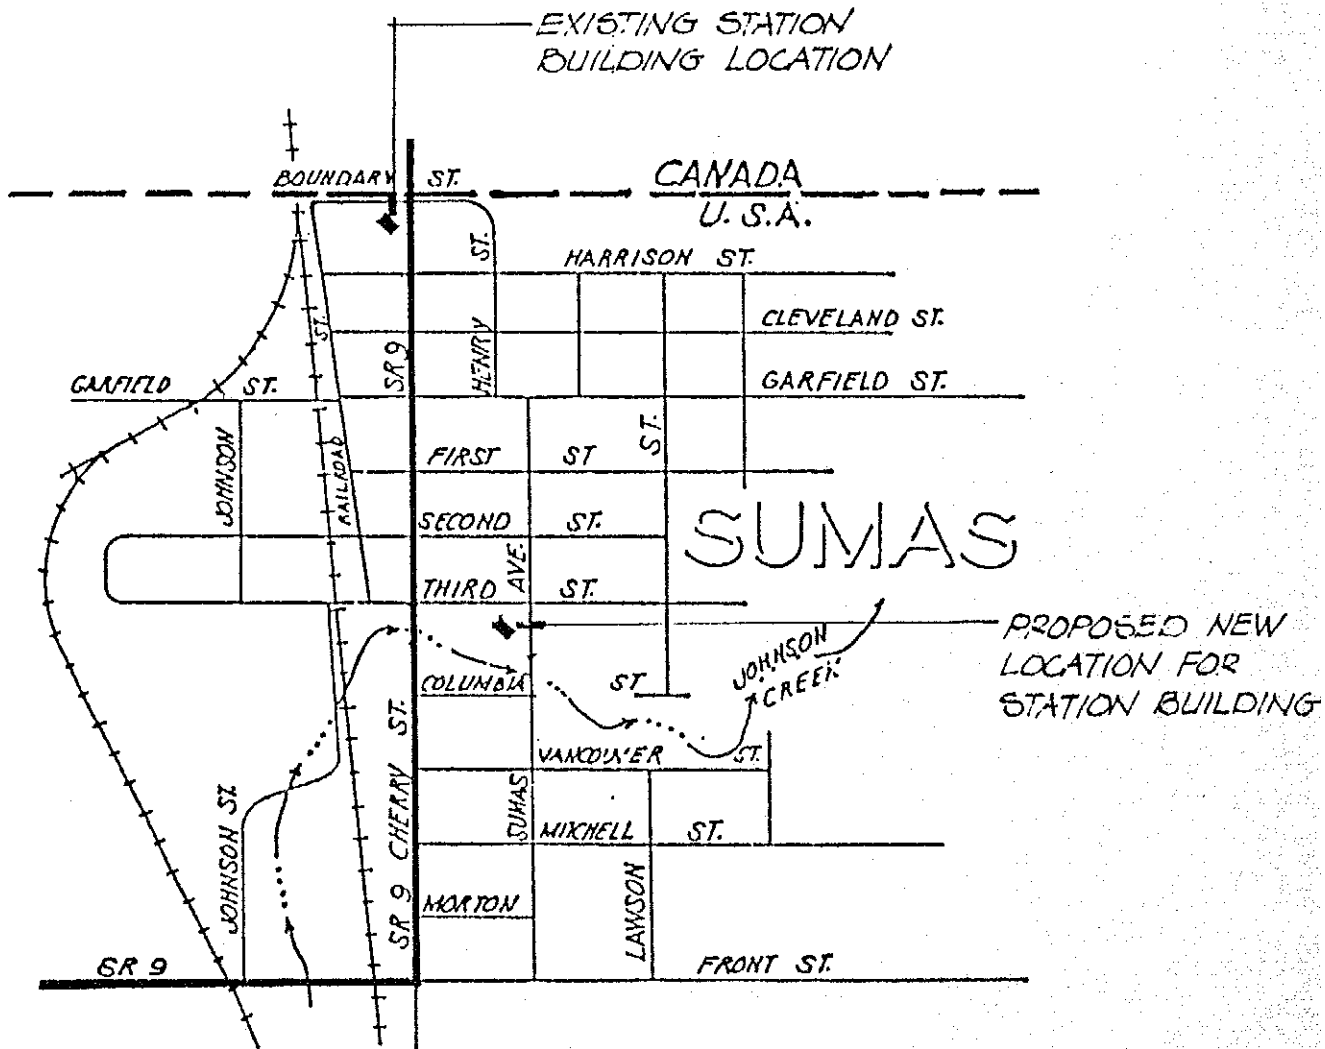 EXISTING STATION
BUILDING LOCATION
BOUNDARY ST.
CANADA
U.S.A.
HARRISON ST.
HENRY ST.
CLEVELAND ST.
ST.
SR 9
GARFIELD ST.
GARFIELD ST.
JOHNSON
RAILROAD
FIRST ST
ST.
SECOND ST.
SUMAS
AVE.
THIRD ST.
PROPOSED NEW
LOCATION FOR
STATION BUILDING
JOHNSON
CREEK
COLUMBIA ST
VANCOUVER ST.
SUMAS
MITCHELL ST.
JOHNSON ST.
SR 9 CHERRY ST.
MORTON
LAWSON
SR 9
FRONT ST.